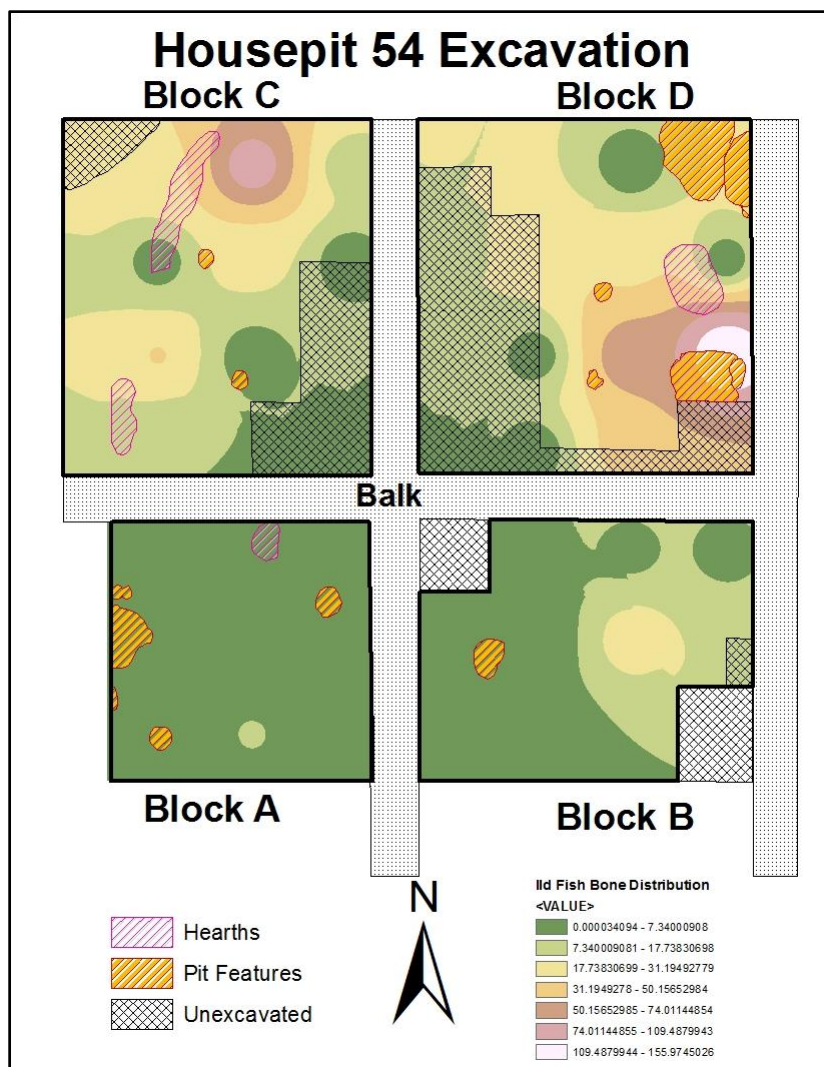 Housepit 54 Excavation
Block C
Block D
Balk
Block A
Block B
Hearths
Pit Features
Unexcavated
N
IId Fish Bone Distribution
<VALUE>
0.000034094 - 7.34000908
7.340009081 - 17.73830698
17.73830699 - 31.19492779
31.1949278 - 50.15652984
50.15652985 - 74.01144854
74.01144855 - 109.4879943
109.4879944 - 155.9745026